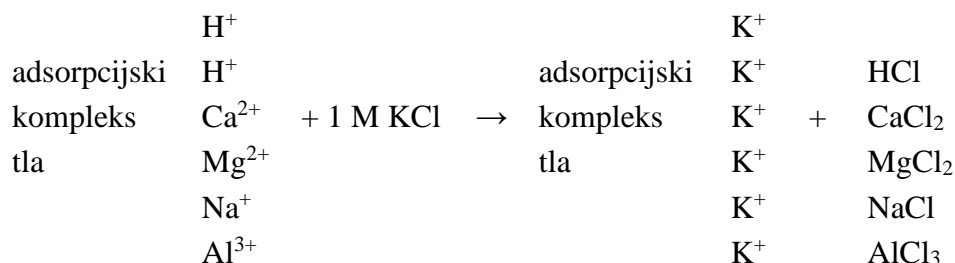 H⁺ K⁺
adsorpcijski H⁺ adsorpcijski K⁺ HCl
kompleks Ca²⁺ + 1 M KCl → kompleks K⁺ + CaCl₂
tla Mg²⁺ tla K⁺ MgCl₂
Na⁺ K⁺ NaCl
Al³⁺ K⁺ AlCl₃